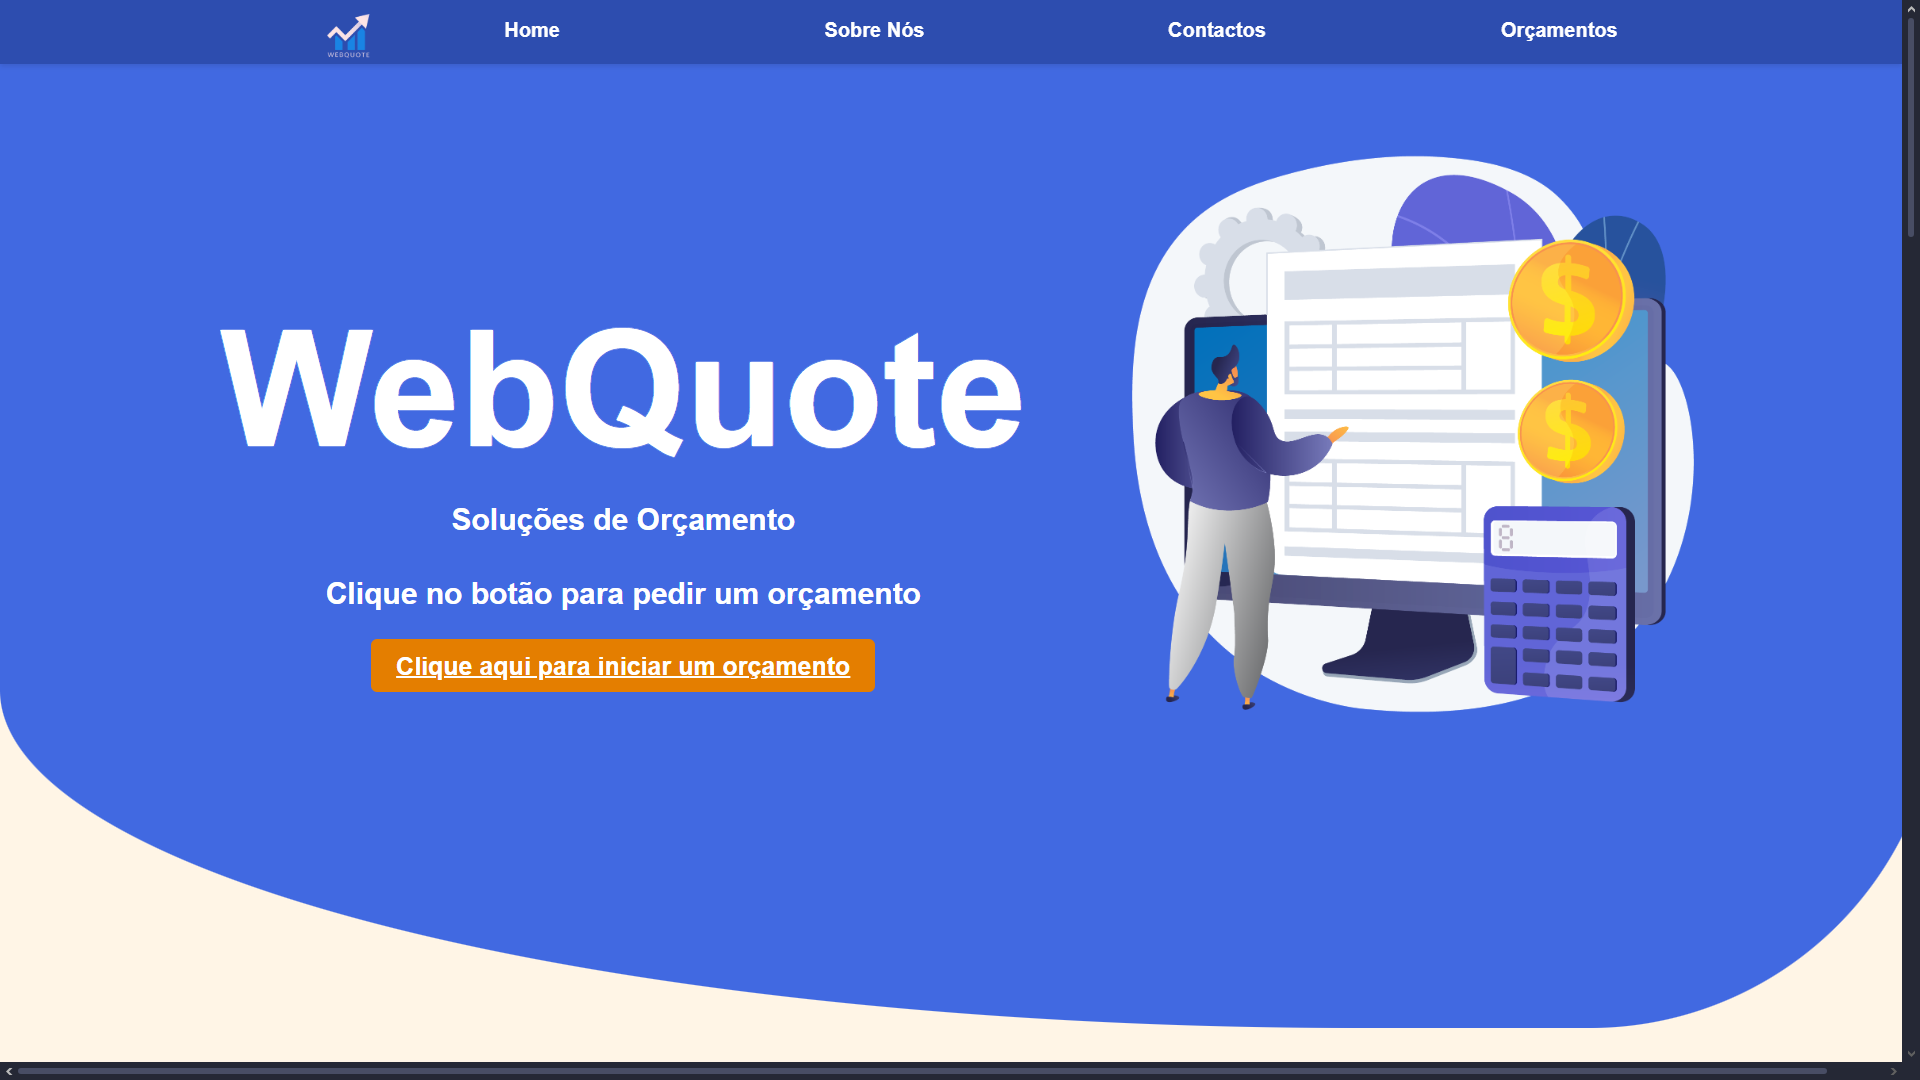 WEBQUOTE
Home
Sobre Nós
Contactos
Orçamentos
WebQuote
Soluções de Orçamento
Clique no botão para pedir um orçamento
Clique aqui para iniciar um orçamento
$
$
8